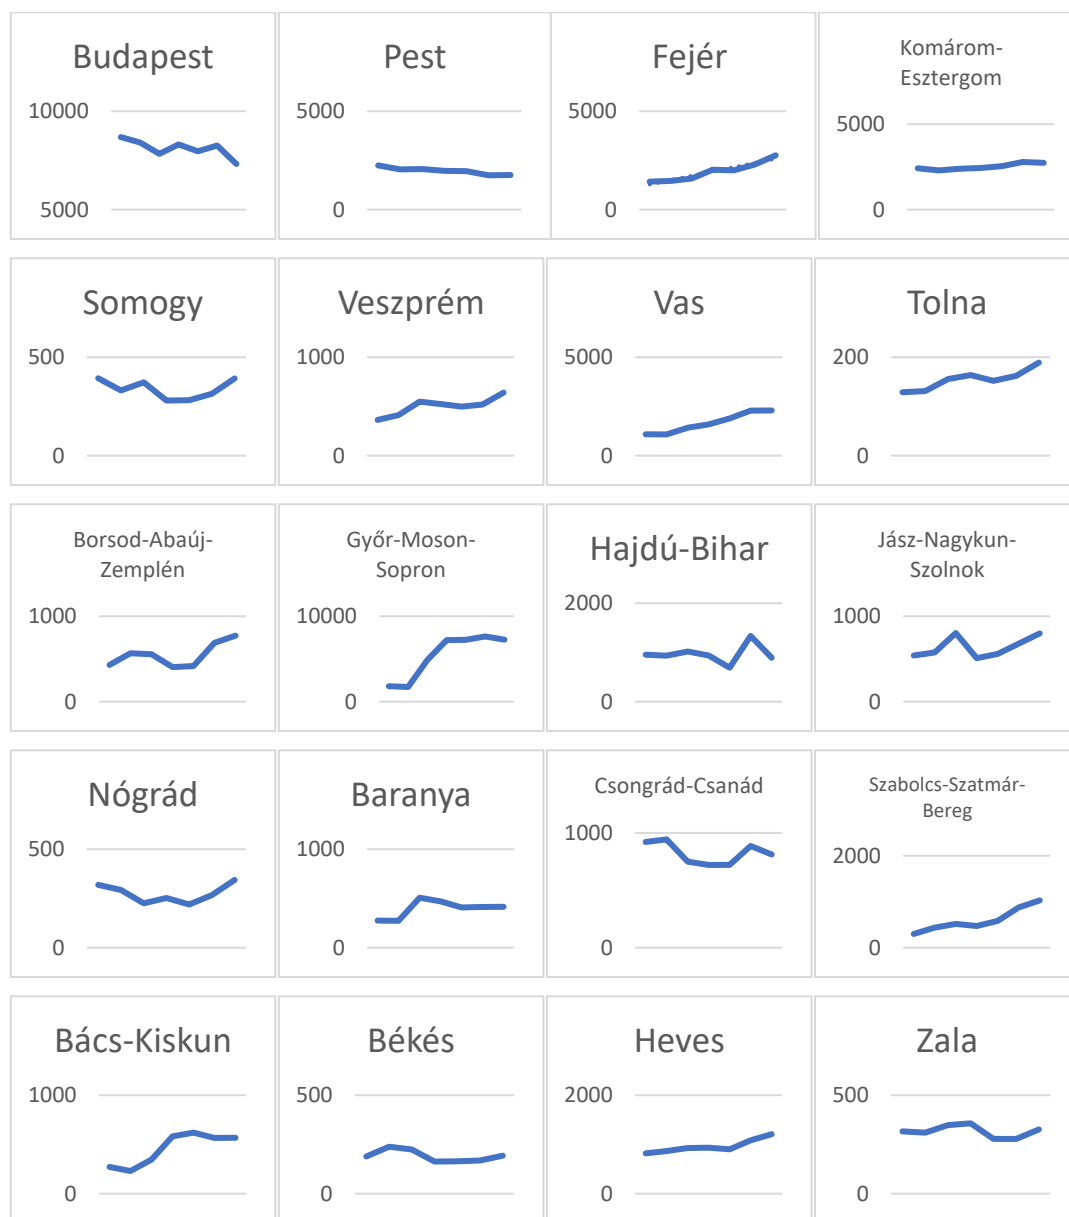 Budapest
10000
5000
Pest
5000
0
Fejér
5000
0
Komárom-
Esztergom
5000
0
Somogy
500
0
Veszprém
1000
0
Vas
5000
0
Tolna
200
0
Borsod-Abaúj-
Zemplén
1000
0
Győr-Moson-
Sopron
10000
0
Hajdú-Bihar
2000
0
Jász-Nagykun-
Szolnok
1000
0
Nógrád
500
0
Baranya
1000
0
Csongrád-Csanád
1000
0
Szabolcs-Szatmár-
Bereg
2000
0
Bács-Kiskun
1000
0
Békés
500
0
Heves
2000
0
Zala
500
0